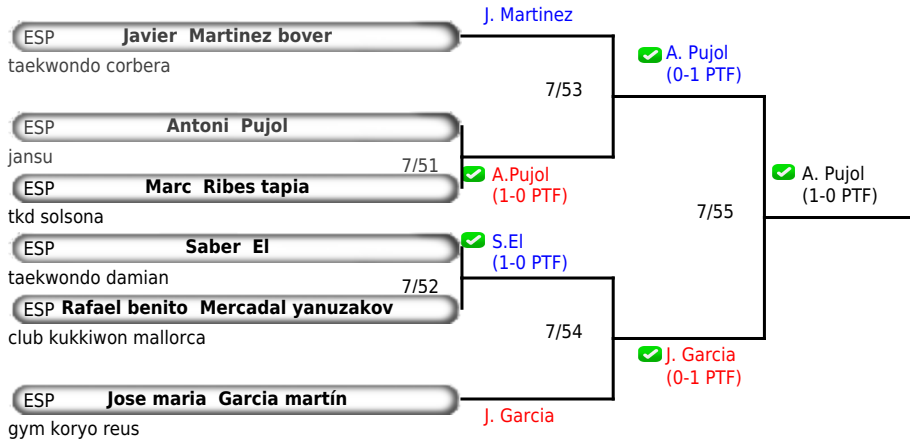 J. Martinez
ESP Javier Martinez bover
taekwondo corbera
A. Pujol
(0-1 PTF)
7/53
ESP Antoni Pujol
jansu
7/51
A.Pujol
(1-0 PTF)
ESP Marc Ribes tapia
tkd solsona
A. Pujol
(1-0 PTF)
7/55
ESP Saber El
taekwondo damian
S.El
(1-0 PTF)
7/52
ESP Rafael benito Mercadal yanuzakov
club kukkiwon mallorca
7/54
J. Garcia
(0-1 PTF)
ESP Jose maria Garcia martín
gym koryo reus
J. Garcia